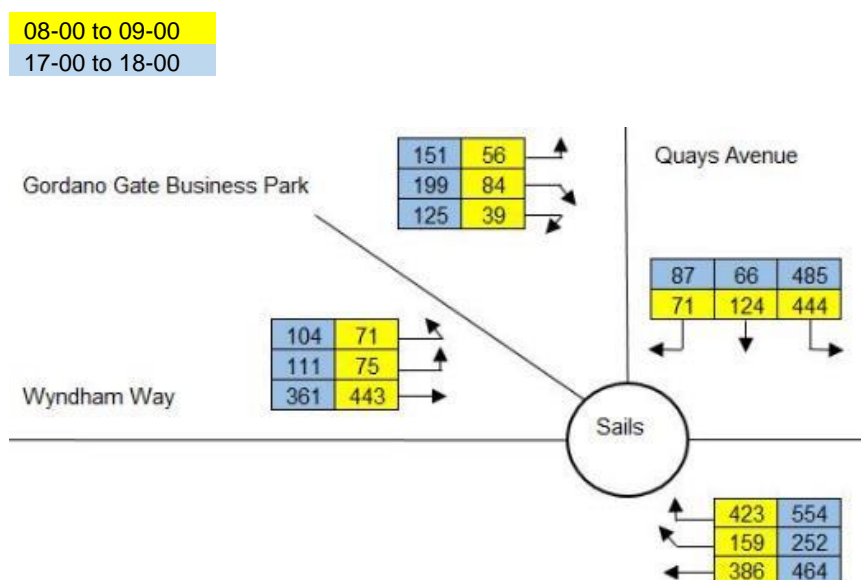 08-00 to 09-00
17-00 to 18-00
151 56
199 84
125 39
Quays Avenue
Gordano Gate Business Park
87 66 485
71 124 444
104 71
111 75
361 443
Wyndham Way
Sails
423 554
159 252
386 464